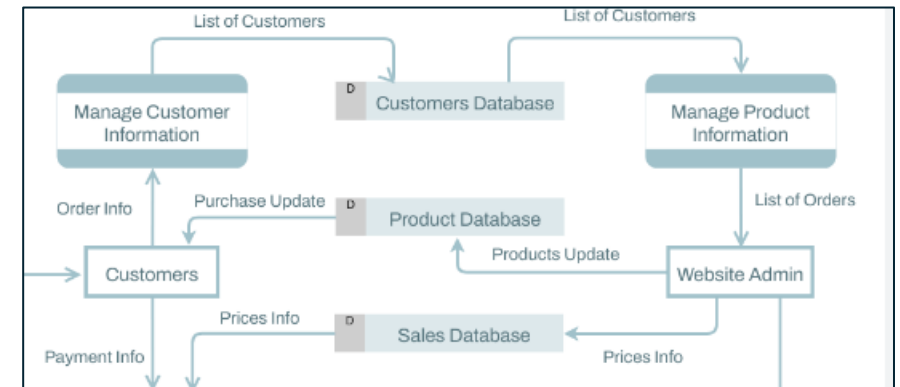 List of Customers
List of Customers
D
Customers Database
Manage Customer
Information
Manage Product
Information
Order Info
Purchase Update
D
Product Database
List of Orders
Products Update
Customers
Website Admin
Prices Info
D
Sales Database
Payment Info
Prices Info